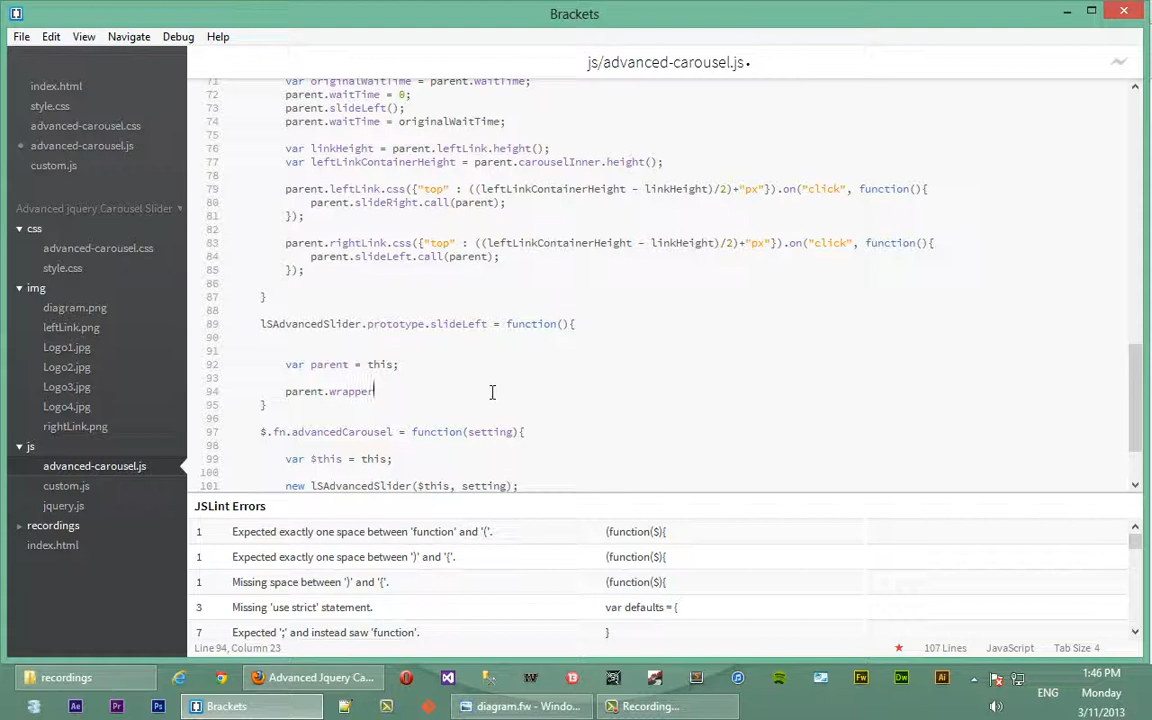 Brackets
File Edit View Navigate Debug Help
index.html
style.css
advanced-carousel.css
advanced-carousel.js
custom.js
Advanced jquery Carousel Slider
css
advanced-carousel.css
style.css
img
diagram.png
leftLink.png
Logo1.jpg
Logo2.jpg
Logo3.jpg
Logo4.jpg
rightLink.png
js
advanced-carousel.js
custom.js
jquery.js
recordings
index.html
js/advanced-carousel.js •
71 var originalWaitTime = parent.waitTime;
72 parent.waitTime = 0;
73 parent.slideLeft();
74 parent.waitTime = originalWaitTime;
75
76 var linkHeight = parent.leftLink.height();
77 var leftLinkContainerHeight = parent.carouselInner.height();
78
79 parent.leftLink.css({"top" : ((leftLinkContainerHeight - linkHeight)/2)+"px"}).on("click", function(){
80 parent.slideRight.call(parent);
81 });
82
83 parent.rightLink.css({"top" : ((leftLinkContainerHeight - linkHeight)/2)+"px"}).on("click", function(){
84 parent.slideLeft.call(parent);
85 });
86
87 }
88
89 lSAdvancedSlider.prototype.slideLeft = function(){
90
91
92 var parent = this;
93
94 parent.wrapper
95 }
96
97 $.fn.advancedCarousel = function(setting){
98
99 var $this = this;
100
101 new lSAdvancedSlider($this, setting);
JSLint Errors
1 Expected exactly one space between 'function' and '('. (function($){
1 Expected exactly one space between ')' and '{'. (function($){
1 Missing space between ')' and '{'. (function($){
3 Missing 'use strict' statement. var defaults = {
7 Expected ';' and instead saw 'function'. }
Line 94, Column 23 107 Lines JavaScript Tab Size 4
recordings Advanced Jquery Ca... ENG 1:46 PM
Monday
3/11/2013
Brackets diagram.fw - Windo... Recording...